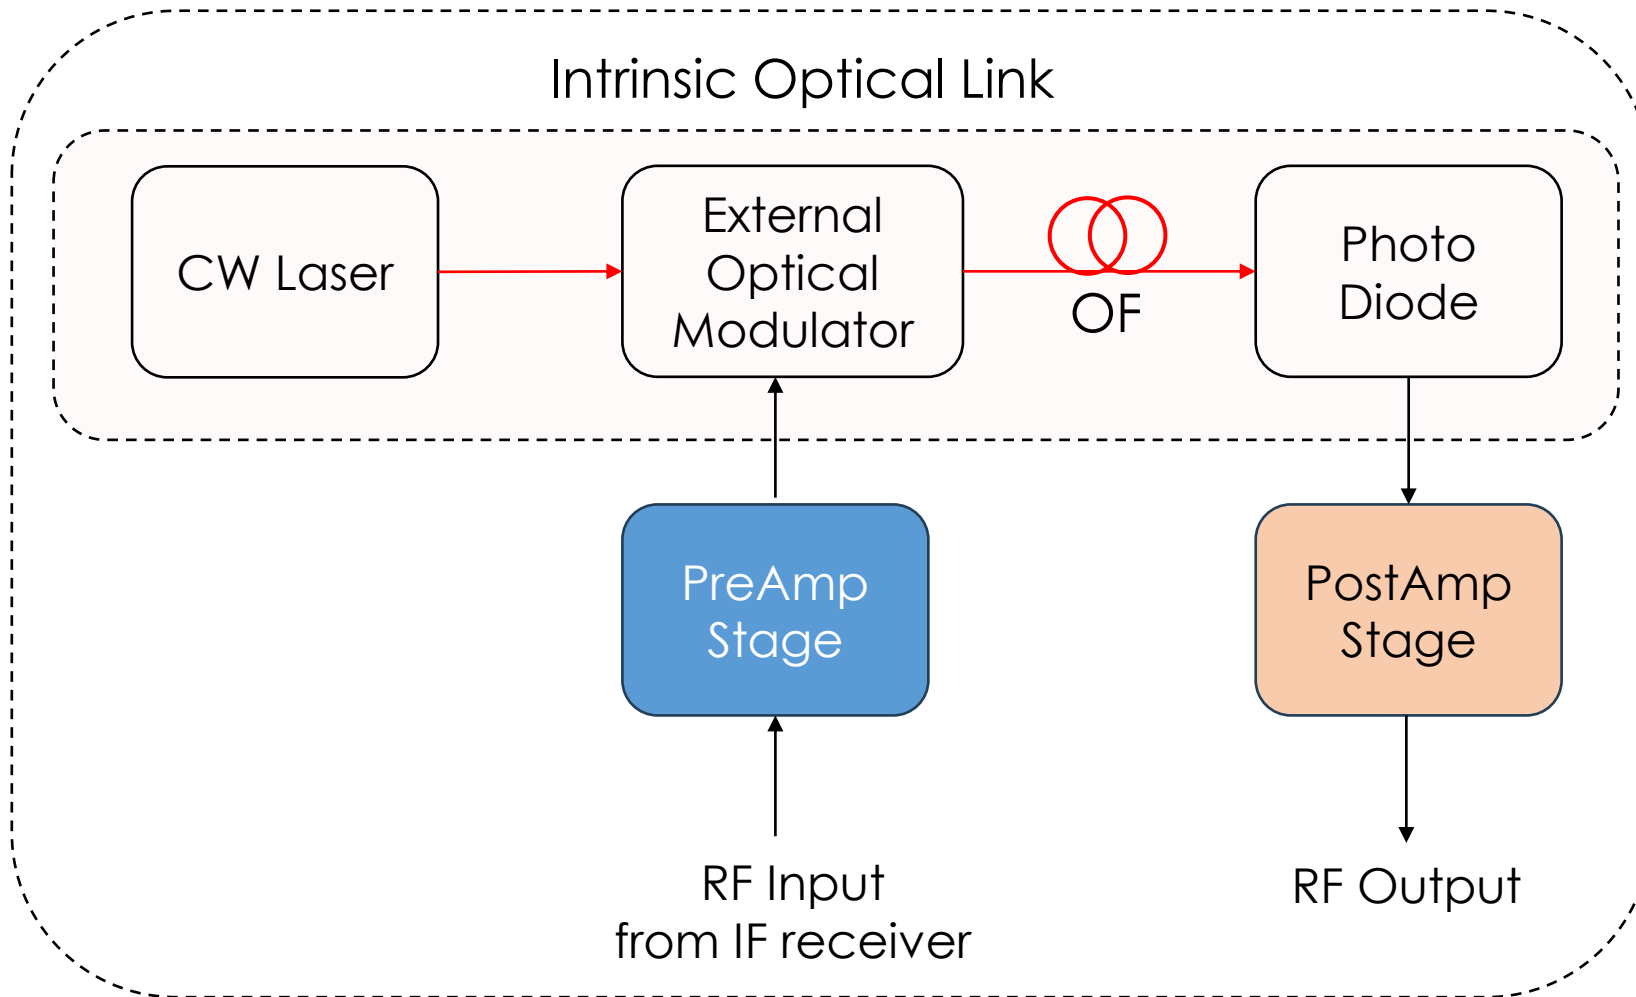 Intrinsic Optical Link
CW Laser
External
Optical
Modulator
OF
Photo
Diode
PreAmp
Stage
PostAmp
Stage
RF Input
from IF receiver
RF Output